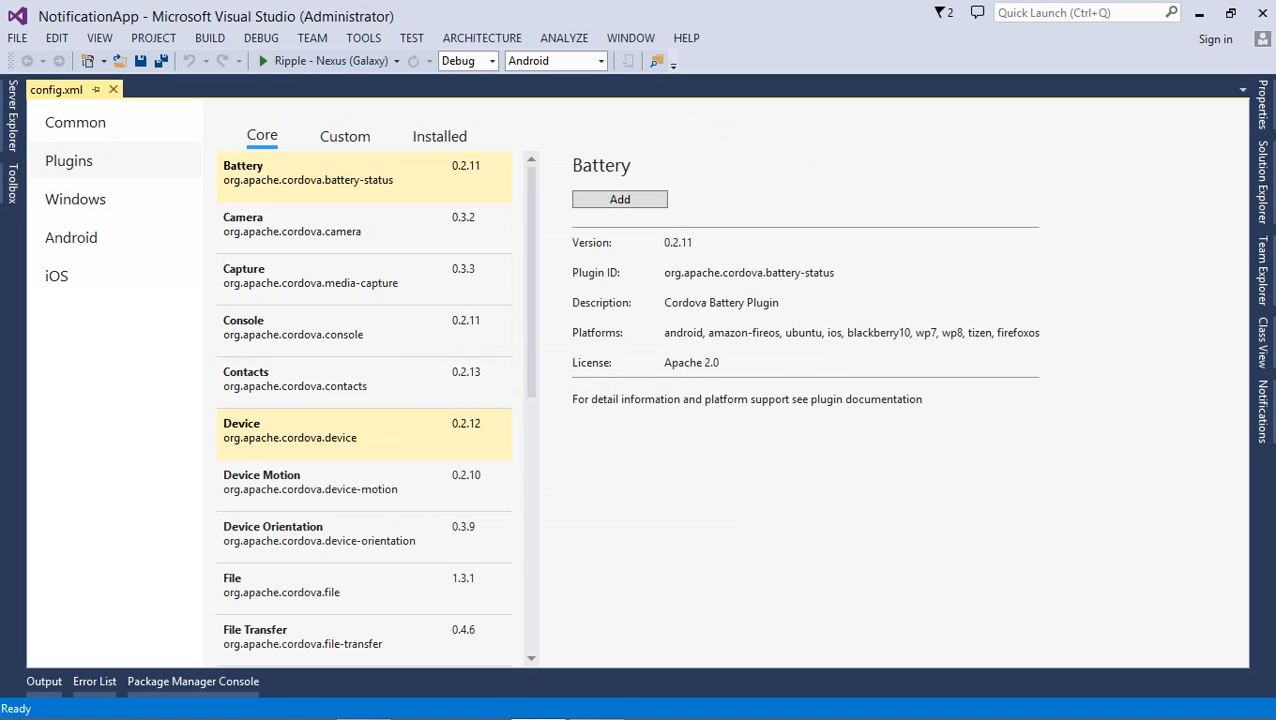 NotificationApp - Microsoft Visual Studio (Administrator)
2
Quick Launch (Ctrl+Q)
FILE EDIT VIEW PROJECT BUILD DEBUG TEAM TOOLS TEST ARCHITECTURE ANALYZE WINDOW HELP
Sign in
Ripple - Nexus (Galaxy) Debug Android
config.xml
Server Explorer
Toolbox
Common
Plugins
Windows
Android
iOS
Core Custom Installed
Battery 0.2.11
org.apache.cordova.battery-status
Camera 0.3.2
org.apache.cordova.camera
Capture 0.3.3
org.apache.cordova.media-capture
Console 0.2.11
org.apache.cordova.console
Contacts 0.2.13
org.apache.cordova.contacts
Device 0.2.12
org.apache.cordova.device
Device Motion 0.2.10
org.apache.cordova.device-motion
Device Orientation 0.3.9
org.apache.cordova.device-orientation
File 1.3.1
org.apache.cordova.file
File Transfer 0.4.6
org.apache.cordova.file-transfer
Battery
Add
Version: 0.2.11
Plugin ID: org.apache.cordova.battery-status
Description: Cordova Battery Plugin
Platforms: android, amazon-fireos, ubuntu, ios, blackberry10, wp7, wp8, tizen, firefoxos
License: Apache 2.0
For detail information and platform support see plugin documentation
Properties
Solution Explorer
Team Explorer
Class View
Notifications
Output Error List Package Manager Console
Ready